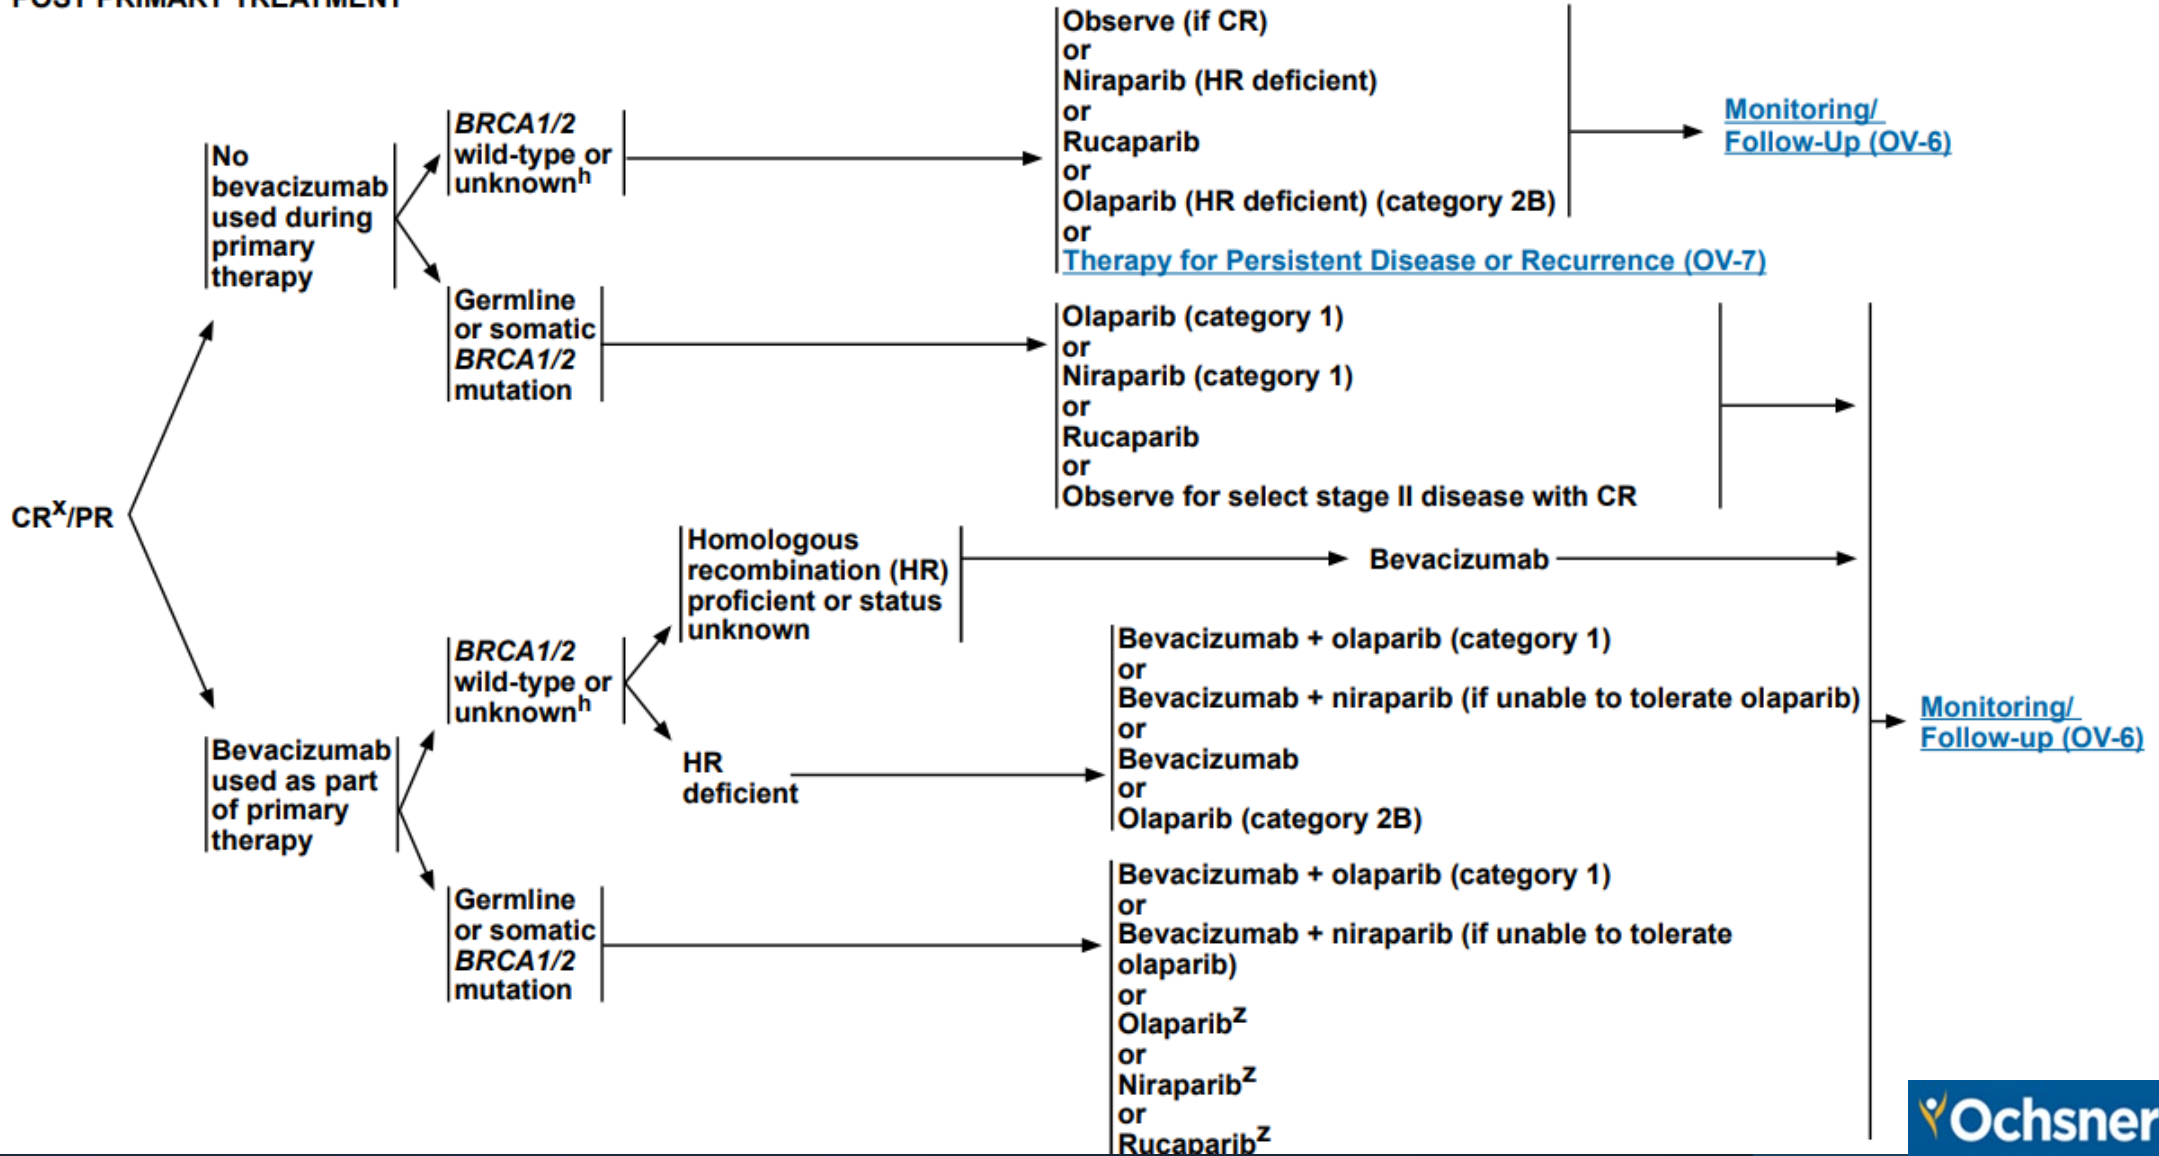 POST PRIMARY TREATMENT
CRˣ/PR
No
bevacizumab
used during
primary
therapy
BRCA1/2
wild-type or
unknownʰ
Observe (if CR)
or
Niraparib (HR deficient)
or
Rucaparib
or
Olaparib (HR deficient) (category 2B)
or
Therapy for Persistent Disease or Recurrence (OV-7)
Monitoring/
Follow-Up (OV-6)
Germline
or somatic
BRCA1/2
mutation
Olaparib (category 1)
or
Niraparib (category 1)
or
Rucaparib
or
Observe for select stage II disease with CR
Bevacizumab
used as part
of primary
therapy
BRCA1/2
wild-type or
unknownʰ
Homologous
recombination (HR)
proficient or status
unknown
Bevacizumab
HR
deficient
Bevacizumab + olaparib (category 1)
or
Bevacizumab + niraparib (if unable to tolerate olaparib)
or
Bevacizumab
or
Olaparib (category 2B)
Germline
or somatic
BRCA1/2
mutation
Bevacizumab + olaparib (category 1)
or
Bevacizumab + niraparib (if unable to tolerate
olaparib)
or
Olaparibᶻ
or
Niraparibᶻ
or
Rucaparibᶻ
Monitoring/
Follow-up (OV-6)
Ochsner